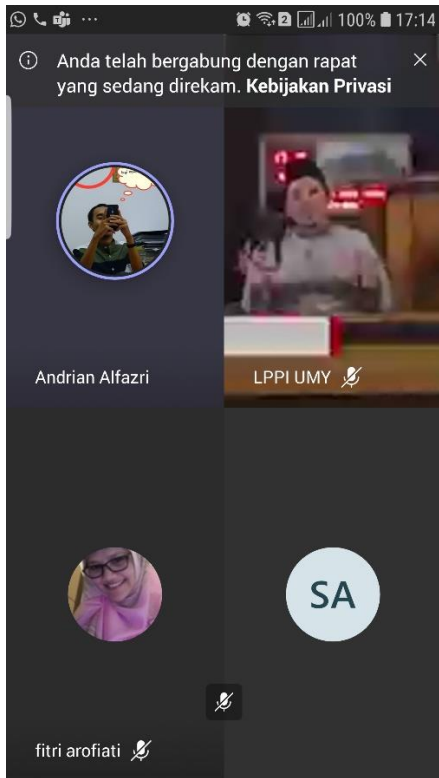 100% 17:14
Anda telah bergabung dengan rapat
yang sedang direkam. Kebijakan Privasi
Andrian Alfazri
LPPI UMY
SA
fitri arofiati